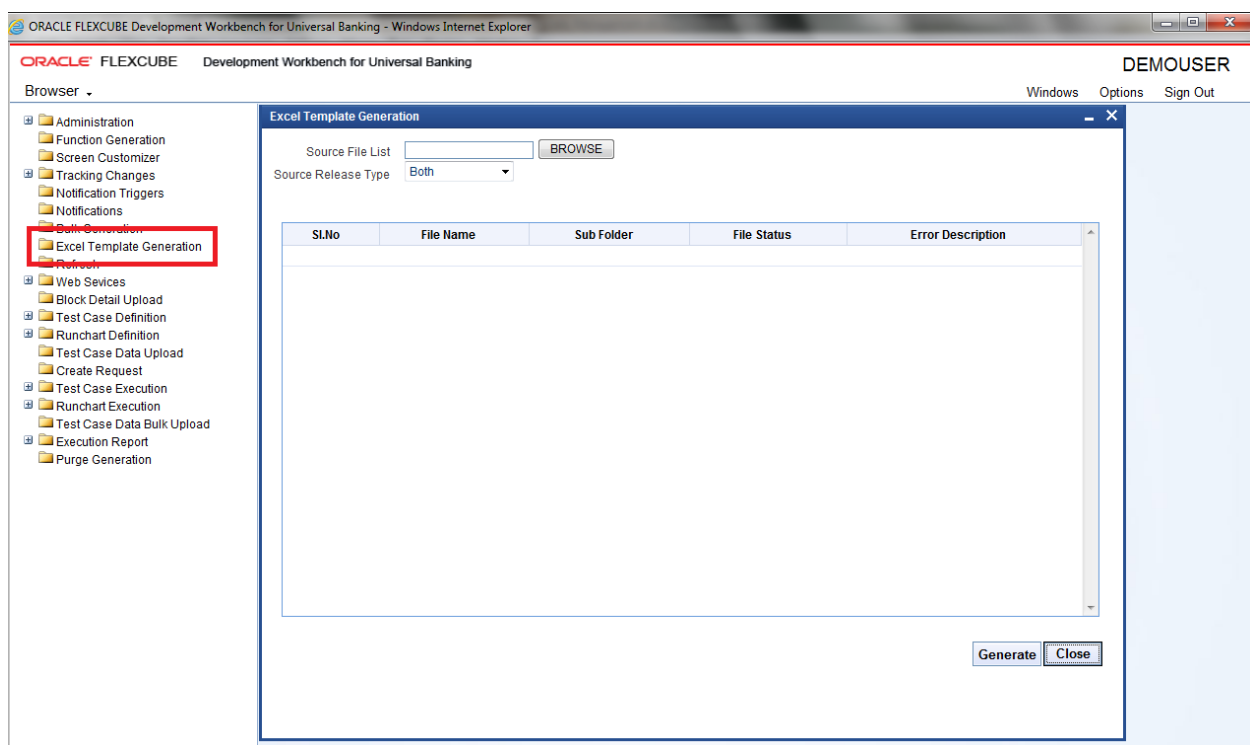 ORACLE FLEXCUBE Development Workbench for Universal Banking - Windows Internet Explorer
ORACLE FLEXCUBE Development Workbench for Universal Banking
DEMOUSER
Browser
Windows Options Sign Out
Administration
Function Generation
Screen Customizer
Tracking Changes
Notification Triggers
Notifications
Bulk Generation
Excel Template Generation
Refresh
Web Sevices
Block Detail Upload
Test Case Definition
Runchart Definition
Test Case Data Upload
Create Request
Test Case Execution
Runchart Execution
Test Case Data Bulk Upload
Execution Report
Purge Generation
Excel Template Generation
Source File List BROWSE
Source Release Type Both
Sl.No File Name Sub Folder File Status Error Description
Generate Close